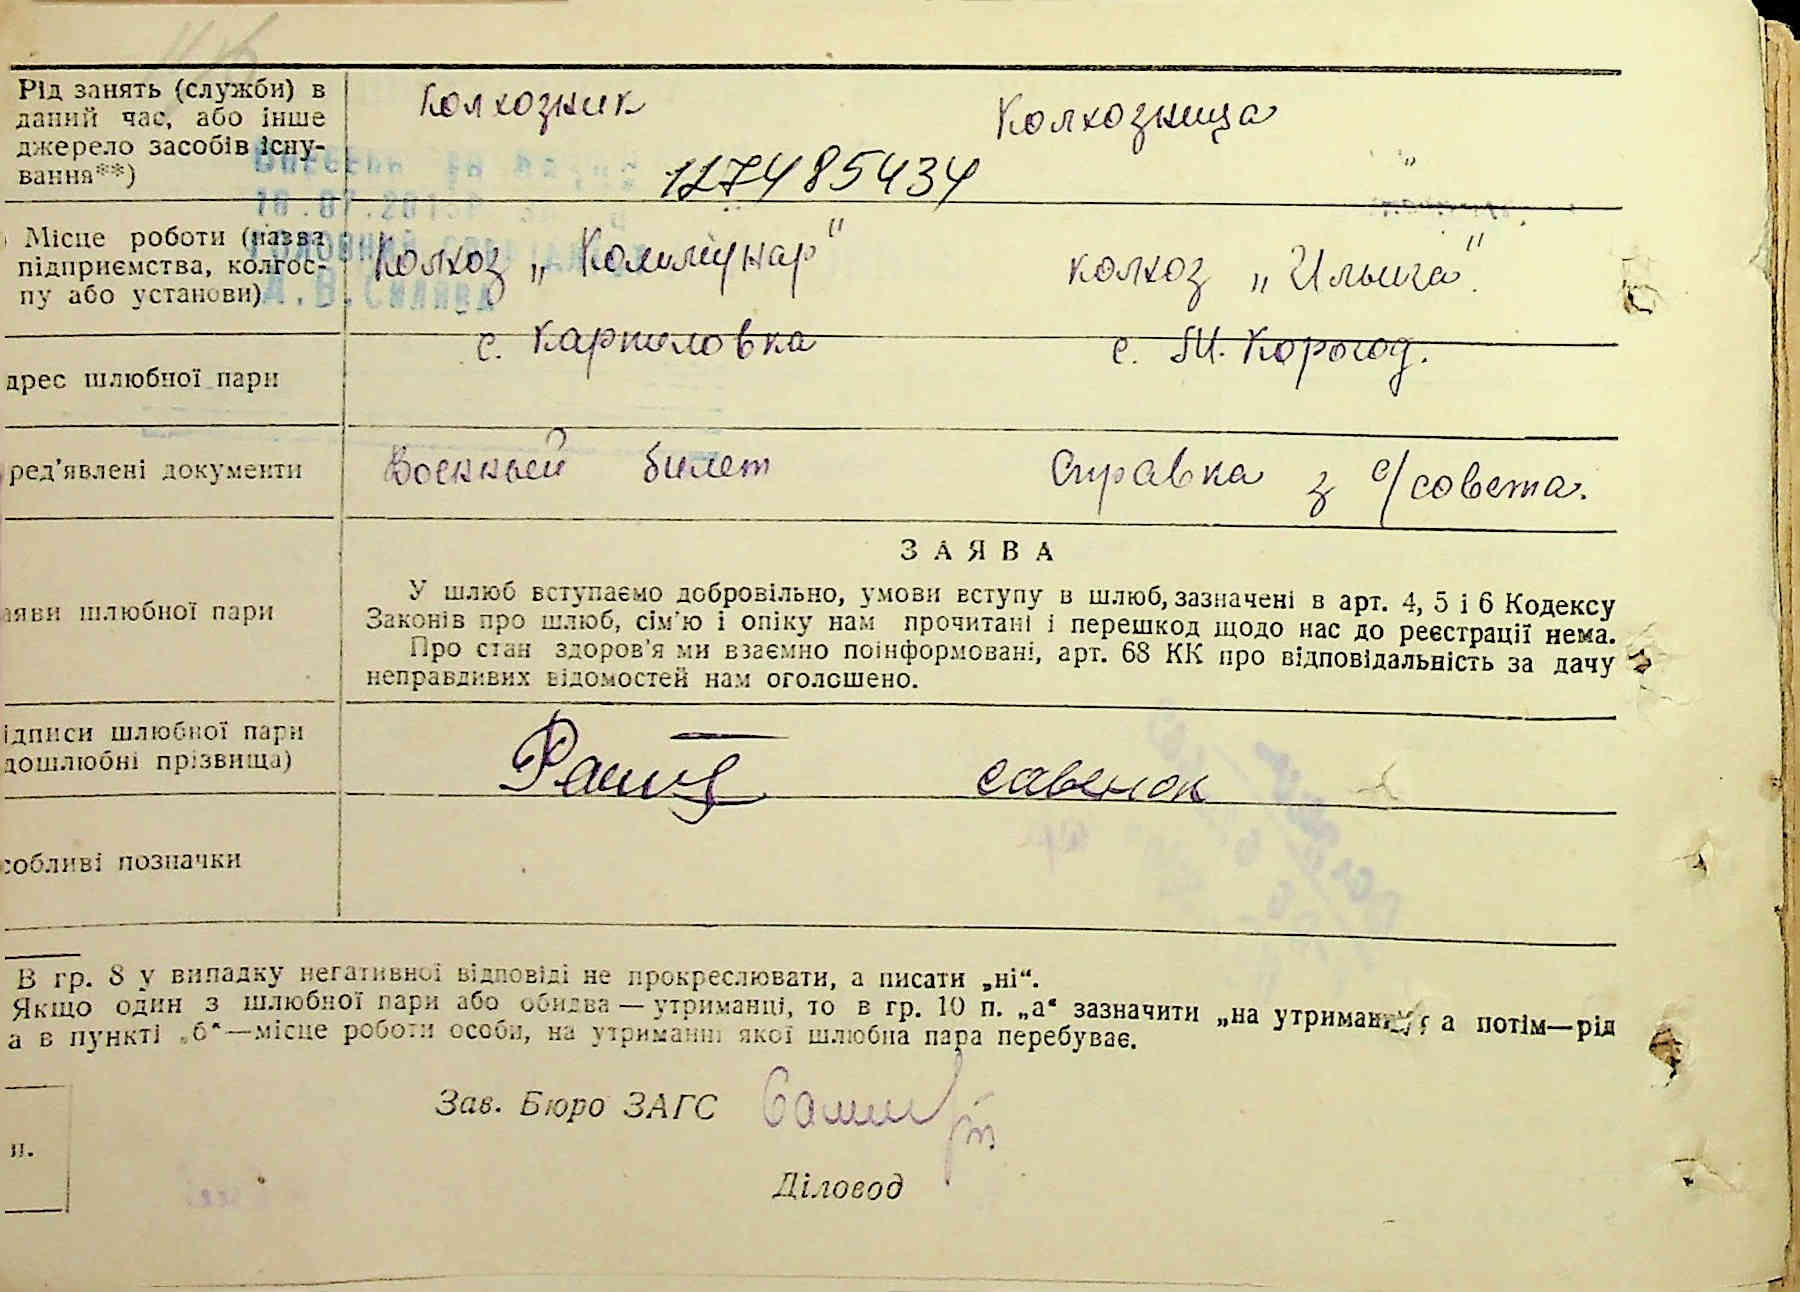 Рід занять (служби) в
даний час, або інше
джерело засобів існу-
вання**)
Колхозник
Колхозница
"
1174785434
Місце роботи (назва
підприємства, колгос-
пу або установи)
Колхоз „Коммунар"
колхоз „Ильича".
с. Карпиловка
с. М. Корогод.
дрес шлюбної пари
ред'явлені документи
Военный билет
Справка з с/совета.
ЗАЯВА
аяви шлюбної пари
У шлюб вступаємо добровільно, умови вступу в шлюб, зазначені в арт. 4, 5 і 6 Кодексу
Законів про шлюб, сім'ю і опіку нам прочитані і перешкод щодо нас до реєстрації нема.
Про стан здоров'я ми взаємно поінформовані, арт. 68 КК про відповідальність за дачу
неправдивих відомостей нам оголошено.
ідписи шлюбної пари
дошлюбні прізвища)
савенок
собливі позначки
В гр. 8 у випадку негативної відповіді не прокреслювати, а писати „ні“.
Якщо один з шлюбної пари або обидва — утриманці, то в гр. 10 п. „а“ зазначити „на утриманні, а потім—рід
а в пункті „б“—місце роботи особи, на утриманні якої шлюбна пара перебуває.
Зав. Бюро ЗАГС
п.
Діловод